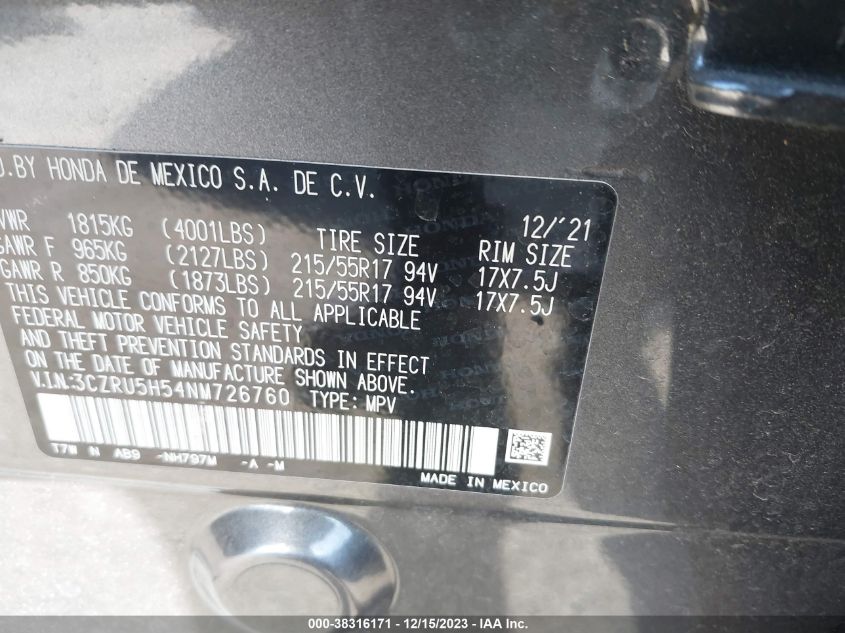 D.BY HONDA DE MEXICO S.A. DE C.V.
VWR 1815KG (4001LBS) TIRE SIZE 12/'21 RIM SIZE
GAWR F 965KG (2127LBS) 215/55R17 94V 17X7.5J
GAWR R 850KG (1873LBS) 215/55R17 94V 17X7.5J
THIS VEHICLE CONFORMS TO ALL APPLICABLE
FEDERAL MOTOR VEHICLE SAFETY
AND THEFT PREVENTION STANDARDS IN EFFECT
ON THE DATE OF MANUFACTURE SHOWN ABOVE.
V.I.N:3CZRU5H54NM726760 TYPE: MPV
T7W N AB9 -NH797M -A -M
MADE IN MEXICO
000-38316171 - 12/15/2023 - IAA Inc.